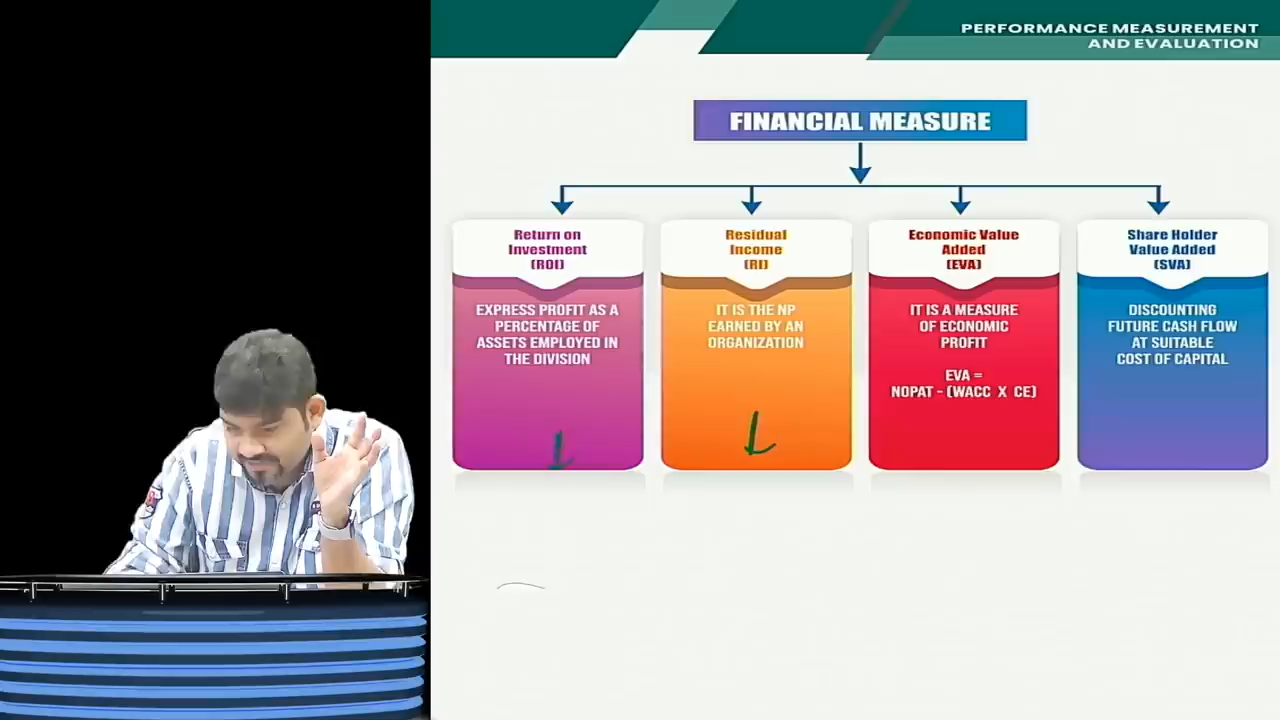 PERFORMANCE MEASUREMENT
AND EVALUATION
FINANCIAL MEASURE
Return on
Investment
(ROI)
EXPRESS PROFIT AS A
PERCENTAGE OF
ASSETS EMPLOYED IN
THE DIVISION
Residual
Income
(RI)
IT IS THE NP
EARNED BY AN
ORGANIZATION
Economic Value
Added
(EVA)
IT IS A MEASURE
OF ECONOMIC
PROFIT
EVA =
NOPAT - (WACC X CE)
Share Holder
Value Added
(SVA)
DISCOUNTING
FUTURE CASH FLOW
AT SUITABLE
COST OF CAPITAL